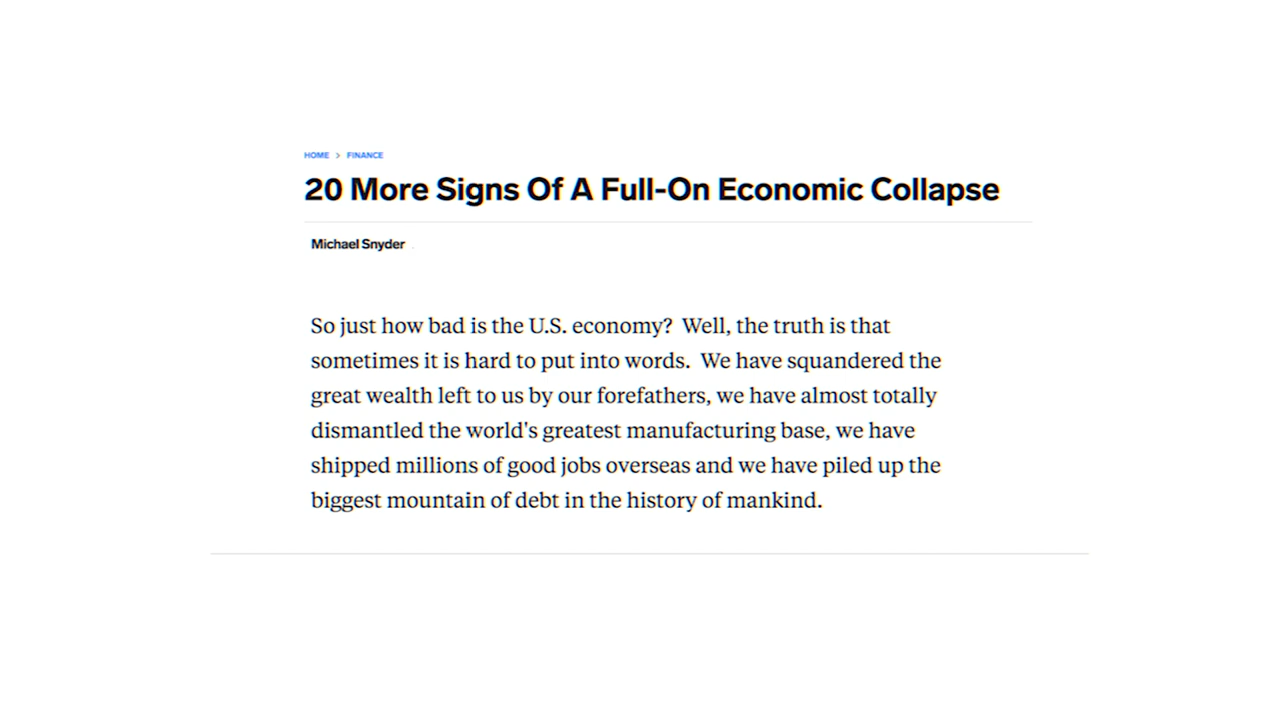 HOME > FINANCE
20 More Signs Of A Full-On Economic Collapse
Michael Snyder
So just how bad is the U.S. economy?  Well, the truth is that
sometimes it is hard to put into words.  We have squandered the
great wealth left to us by our forefathers, we have almost totally
dismantled the world's greatest manufacturing base, we have
shipped millions of good jobs overseas and we have piled up the
biggest mountain of debt in the history of mankind.